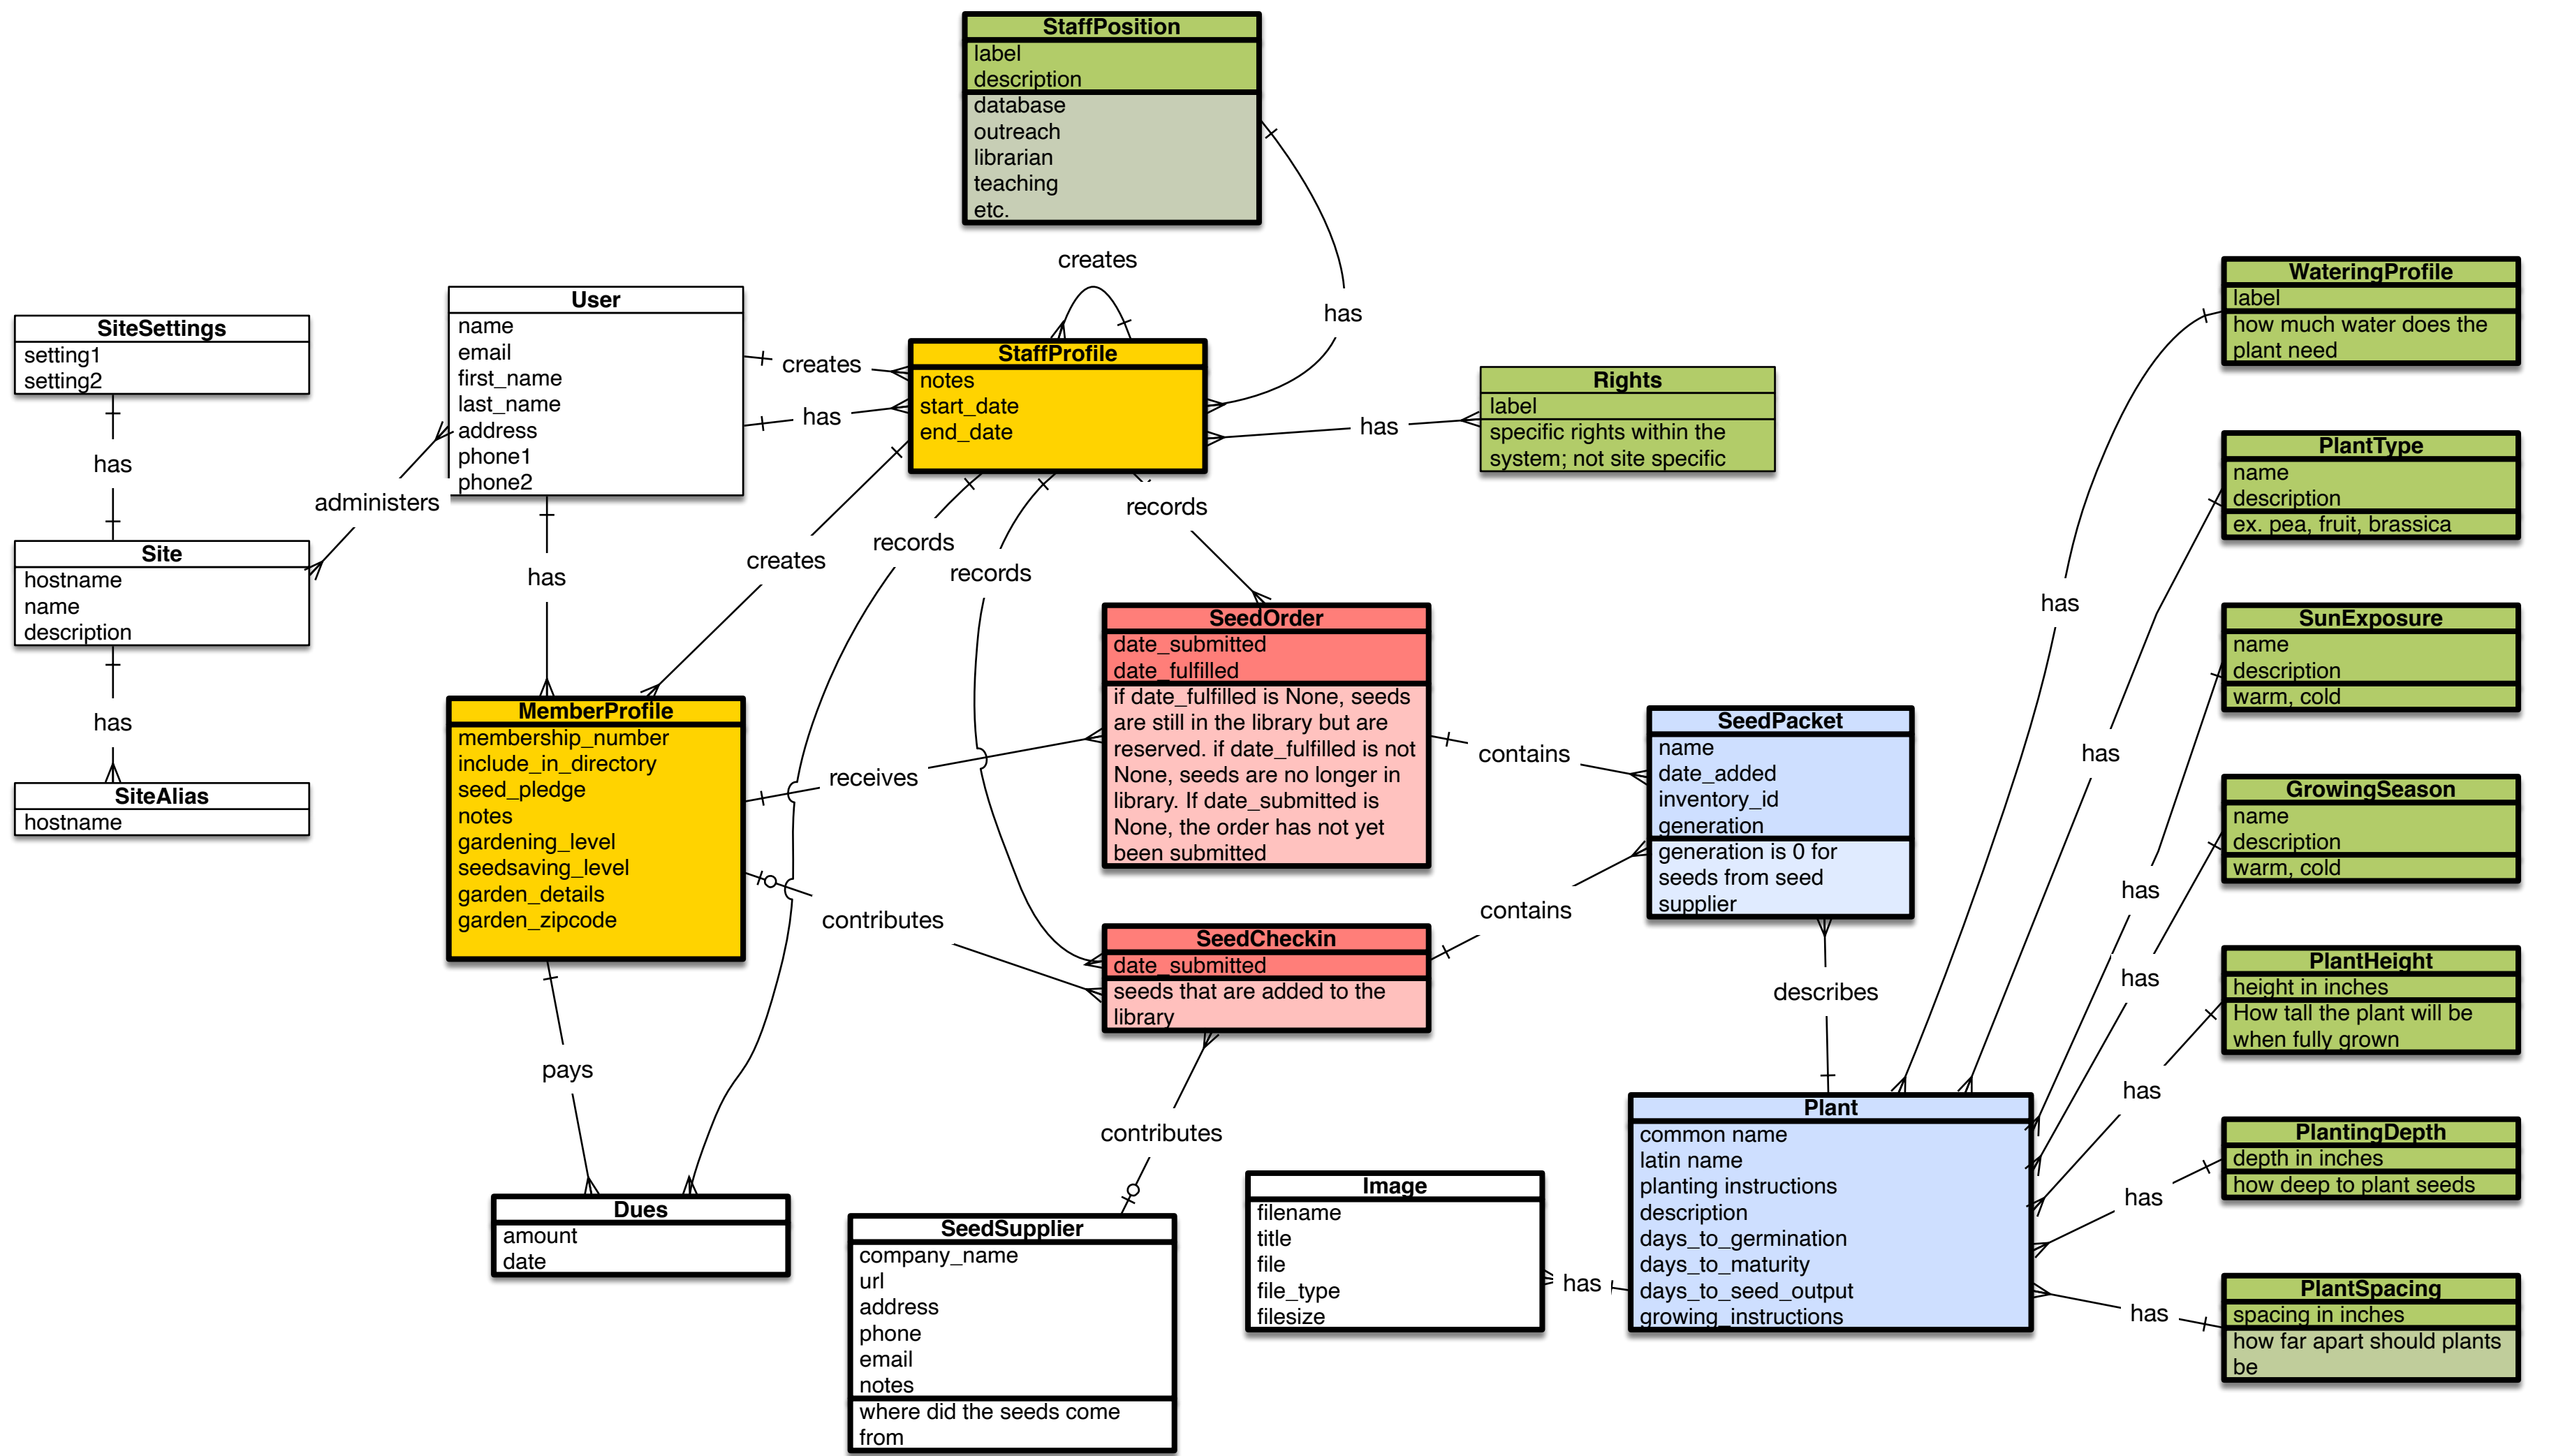 StaffPosition
label
description
database
outreach
librarian
teaching
etc.
creates
has
SiteSettings
setting1
setting2
has
Site
hostname
name
description
has
SiteAlias
hostname
administers
User
name
email
first_name
last_name
address
phone1
phone2
creates
has
has
StaffProfile
notes
start_date
end_date
has
Rights
label
specific rights within the
system; not site specific
creates
records
records
records
MemberProfile
membership_number
include_in_directory
seed_pledge
notes
gardening_level
seedsaving_level
garden_details
garden_zipcode
receives
contributes
pays
Dues
amount
date
SeedOrder
date_submitted
date_fulfilled
if date_fulfilled is None, seeds
are still in the library but are
reserved. if date_fulfilled is not
None, seeds are no longer in
library. If date_submitted is
None, the order has not yet
been submitted
contains
contains
SeedCheckin
date_submitted
seeds that are added to the
library
contributes
SeedSupplier
company_name
url
address
phone
email
notes
where did the seeds come
from
SeedPacket
name
date_added
inventory_id
generation
generation is 0 for
seeds from seed
supplier
describes
Image
filename
title
file
file_type
filesize
has
Plant
common name
latin name
planting instructions
description
days_to_germination
days_to_maturity
days_to_seed_output
growing_instructions
has
has
has
has
has
has
has
WateringProfile
label
how much water does the
plant need
PlantType
name
description
ex. pea, fruit, brassica
SunExposure
name
description
warm, cold
GrowingSeason
name
description
warm, cold
PlantHeight
height in inches
How tall the plant will be
when fully grown
PlantingDepth
depth in inches
how deep to plant seeds
PlantSpacing
spacing in inches
how far apart should plants
be